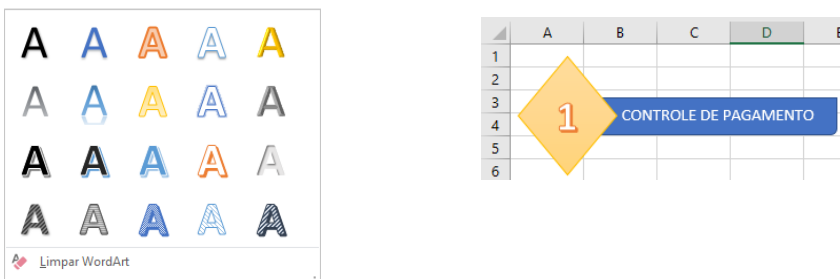 A A A A A
A A A A A
A A A A A
A A A A A
Limpar WordArt
A B C D E
1
2
3
4
5
6
1
CONTROLE DE PAGAMENTO